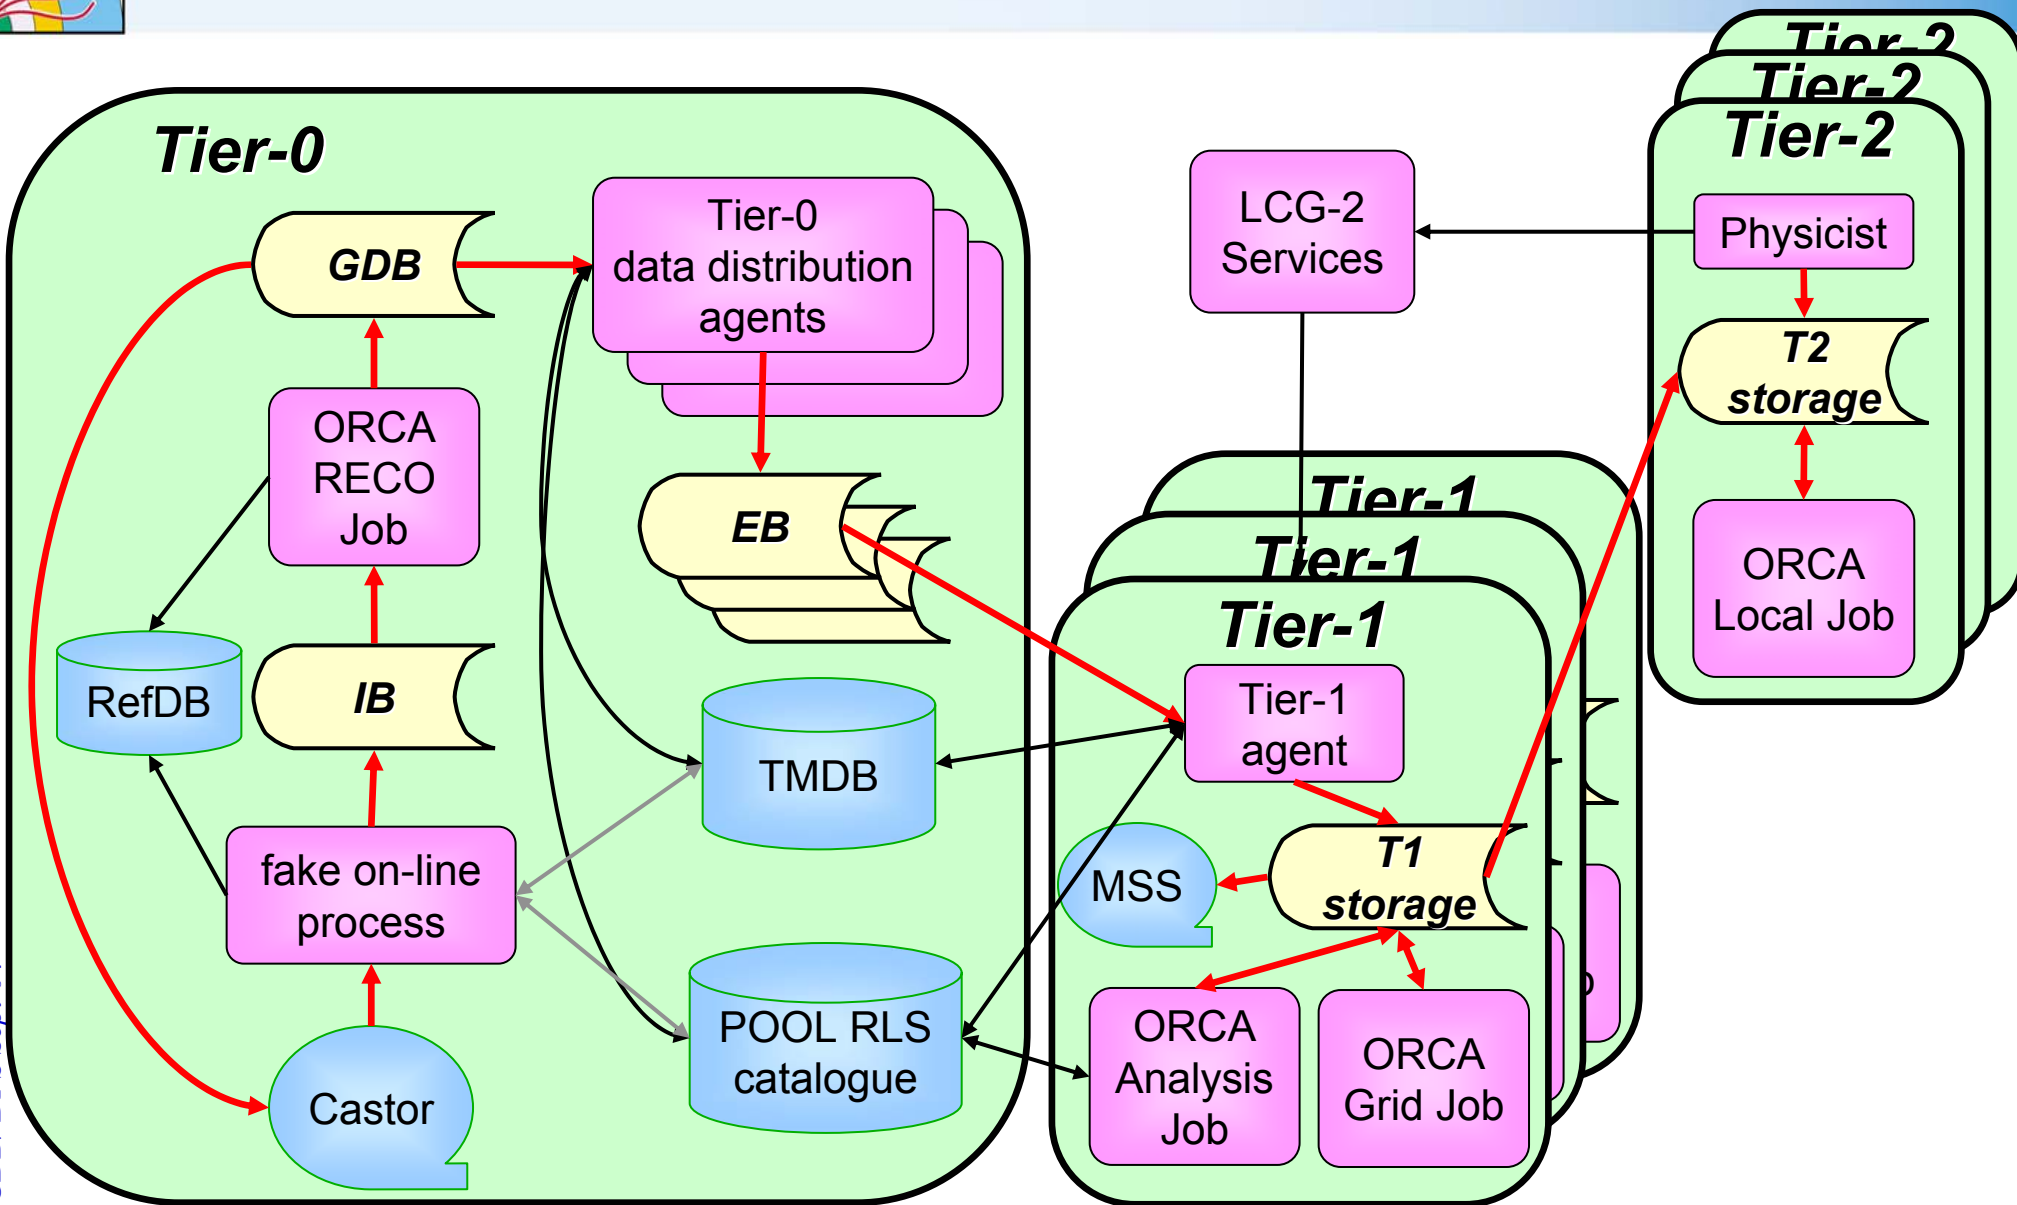 Tier-2
Tier-2
Tier-2
Tier-0
Tier-0
data distribution
agents
GDB
LCG-2
Services
Physicist
T2
storage
ORCA
RECO
Job
EB
Tier-1
Tier-1
Tier-1
ORCA
Local Job
RefDB
IB
TMDB
Tier-1
agent
fake on-line
process
MSS
T1
storage
POOL RLS
catalogue
Castor
ORCA
Analysis
Job
ORCA
Grid Job